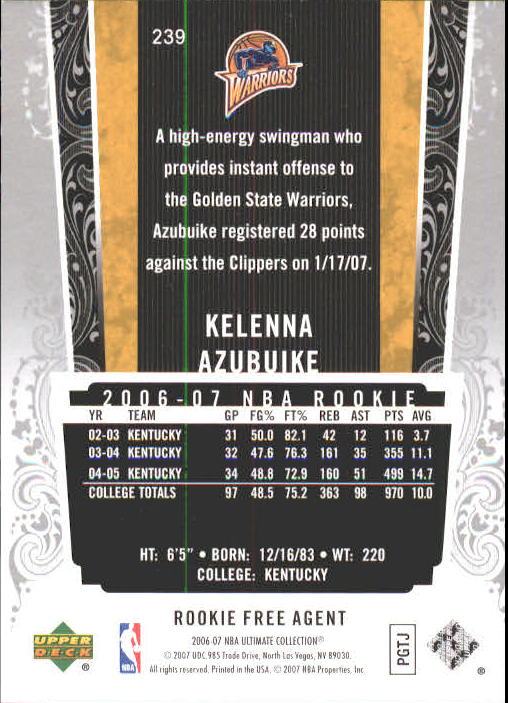 239
WARRIORS
A high-energy swingman who
provides instant offense to
the Golden State Warriors,
Azubuike registered 28 points
against the Clippers on 1/17/07.
KELENNA
AZUBUIKE
2006-07 NBA ROOKIE
YR TEAM GP FG% FT% REB AST PTS AVG
02-03 KENTUCKY 31 50.0 82.1 42 12 116 3.7
03-04 KENTUCKY 32 47.6 76.3 161 35 355 11.1
04-05 KENTUCKY 34 48.8 72.9 160 51 499 14.7
COLLEGE TOTALS 97 48.5 75.2 363 98 970 10.0
HT: 6'5" • BORN: 12/16/83 • WT: 220
COLLEGE: KENTUCKY
ROOKIE FREE AGENT
2006-07 NBA ULTIMATE COLLECTION®
© 2007 UDC. 985 Trade Drive, North Las Vegas, NV 89030.
All rights reserved. Printed in the USA. © 2007 NBA Properties, Inc.
UPPER
DECK
®
NBA
PGTJ
®